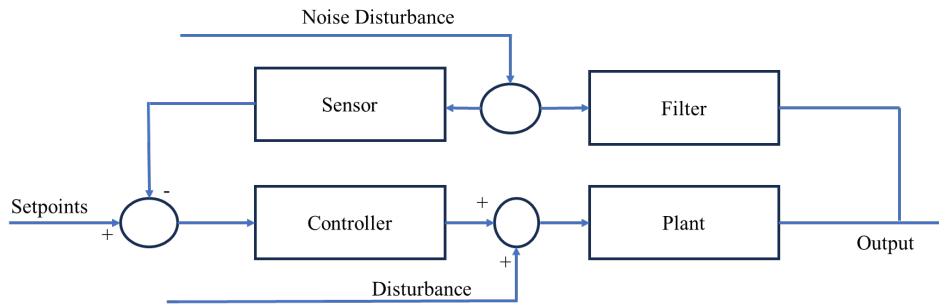 Noise Disturbance
Sensor
Filter
-
Setpoints
+
Controller
+
Plant
+
Output
Disturbance